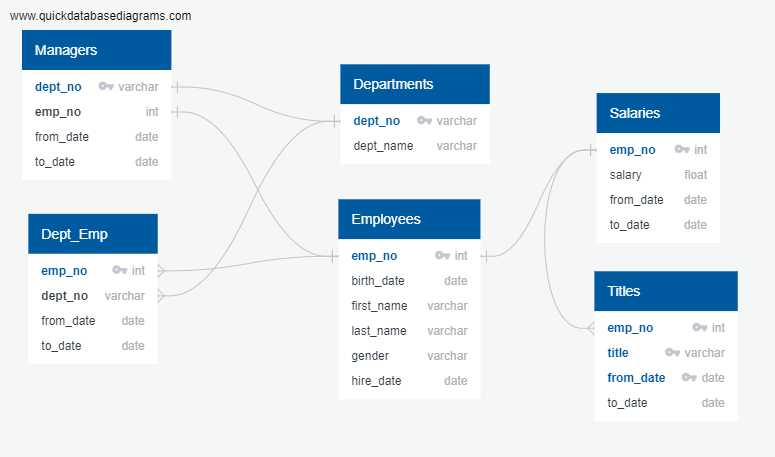 www.quickdatabasediagrams.com
Managers
dept_no varchar
emp_no int
from_date date
to_date date
Departments
dept_no varchar
dept_name varchar
Salaries
emp_no int
salary float
from_date date
to_date date
Dept_Emp
emp_no int
dept_no varchar
from_date date
to_date date
Employees
emp_no int
birth_date date
first_name varchar
last_name varchar
gender varchar
hire_date date
Titles
emp_no int
title varchar
from_date date
to_date date